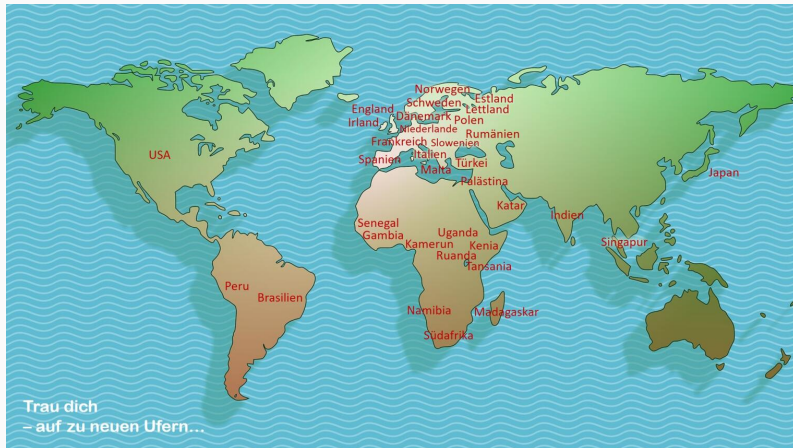 Norwegen
Schweden
Estland
England
Dänemark
Lettland
Irland
Polen
Niederlande
Rumänien
Frankreich
Slowenien
USA
Italien
Spanien
Türkei
Malta
Japan
Palästina
Katar
Indien
Senegal
Gambia
Uganda
Kamerun
Kenia
Singapur
Ruanda
Tansania
Peru
Brasilien
Namibia
Madagaskar
Südafrika
Trau dich
– auf zu neuen Ufern...